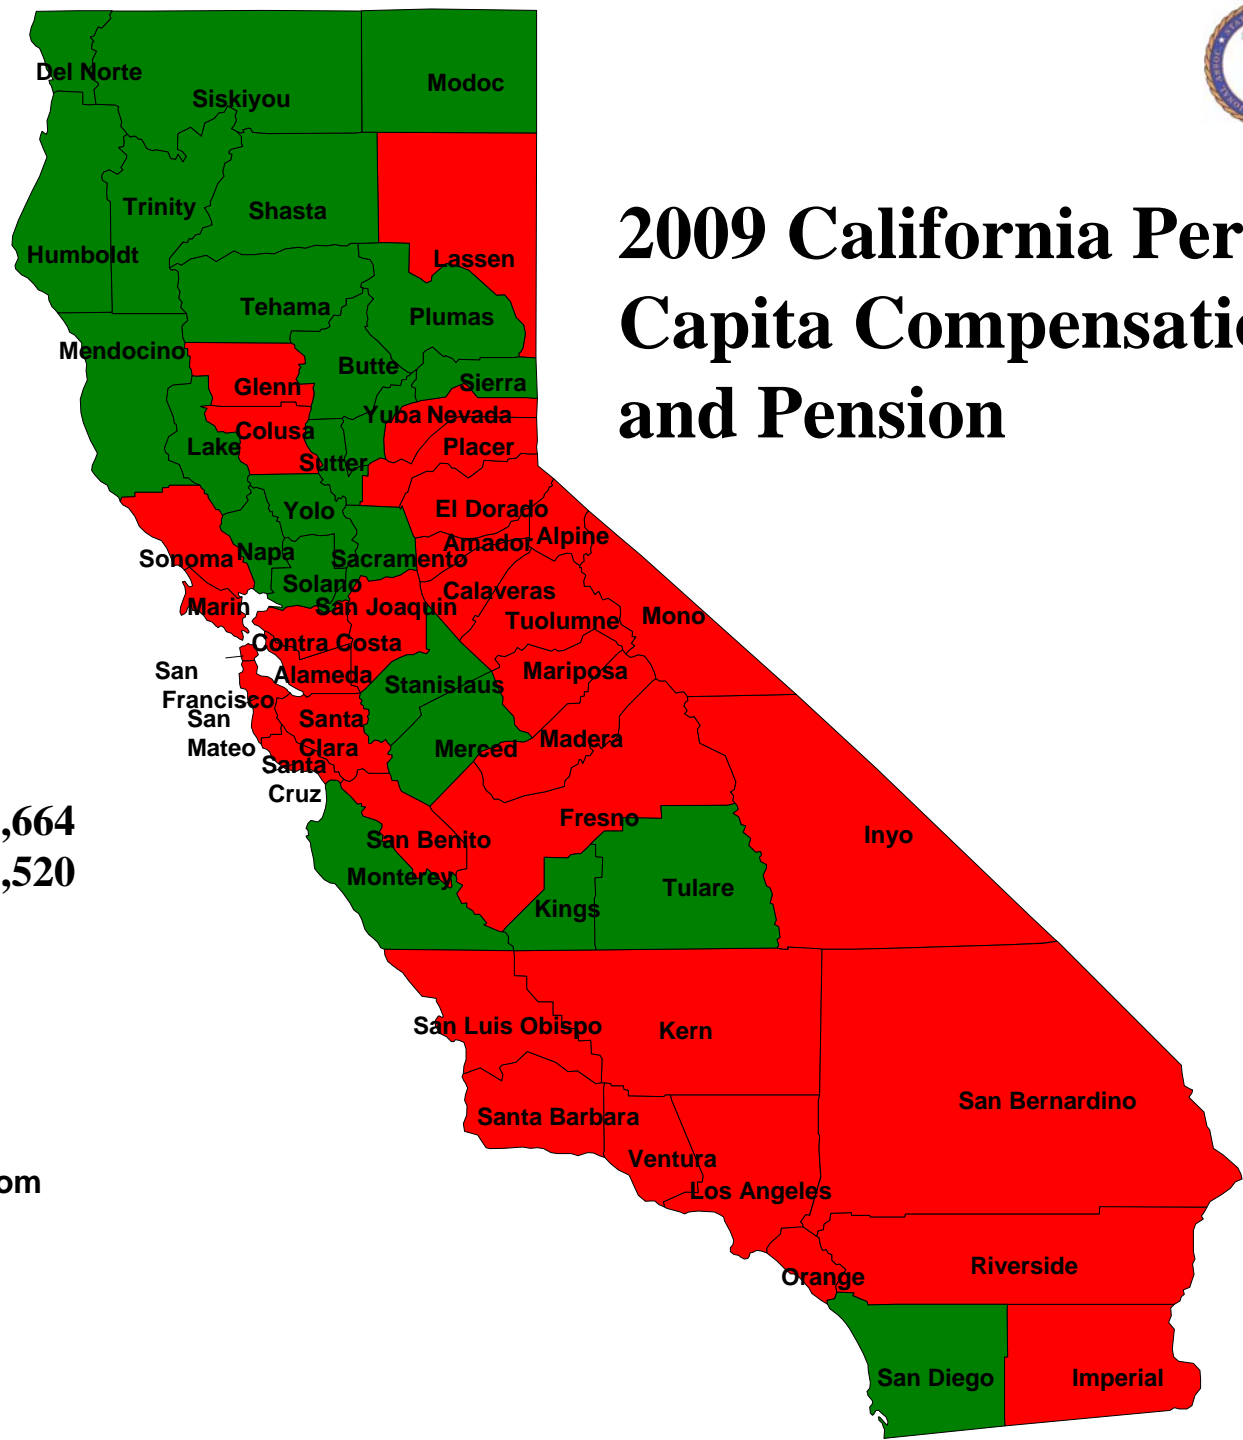 2009 California Per
Capita Compensatio
and Pension
Del Norte
Siskiyou
Modoc
Trinity
Shasta
Humboldt
Lassen
Tehama
Plumas
Mendocino
Butte
Glenn
Sierra
Yuba Nevada
Colusa
Lake
Placer
Sutter
Yolo
El Dorado
Sonoma
Napa
Sacramento
Amador
Alpine
Solano
Calaveras
Marin
San Joaquin
Tuolumne
Mono
Contra Costa
San
Francisco
Alameda
Stanislaus
Mariposa
San
Mateo
Santa
Clara
Merced
Madera
Santa
Cruz
Fresno
,664
San Benito
Inyo
,520
Monterey
Kings
Tulare
San Luis Obispo
Kern
San Bernardino
Santa Barbara
Ventura
om
Los Angeles
Orange
Riverside
San Diego
Imperial